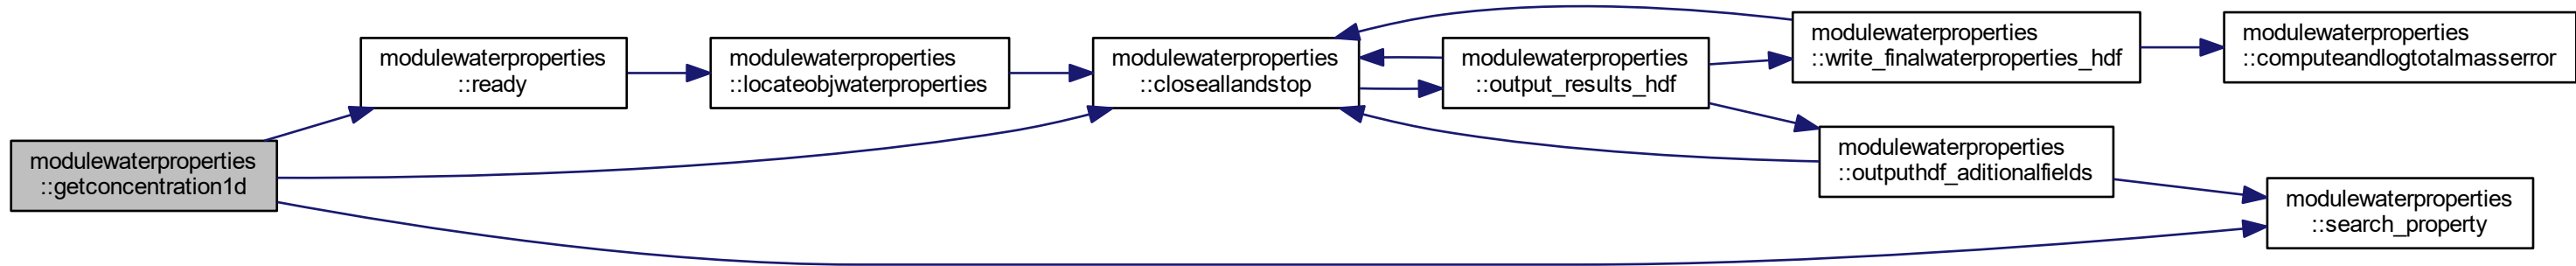 modulewaterproperties
::getconcentration1d
modulewaterproperties
::ready
modulewaterproperties
::locateobjwaterproperties
modulewaterproperties
::closeallandstop
modulewaterproperties
::output_results_hdf
modulewaterproperties
::write_finalwaterproperties_hdf
modulewaterproperties
::computeandlogtotalmasserror
modulewaterproperties
::outputhdf_aditionalfields
modulewaterproperties
::search_property